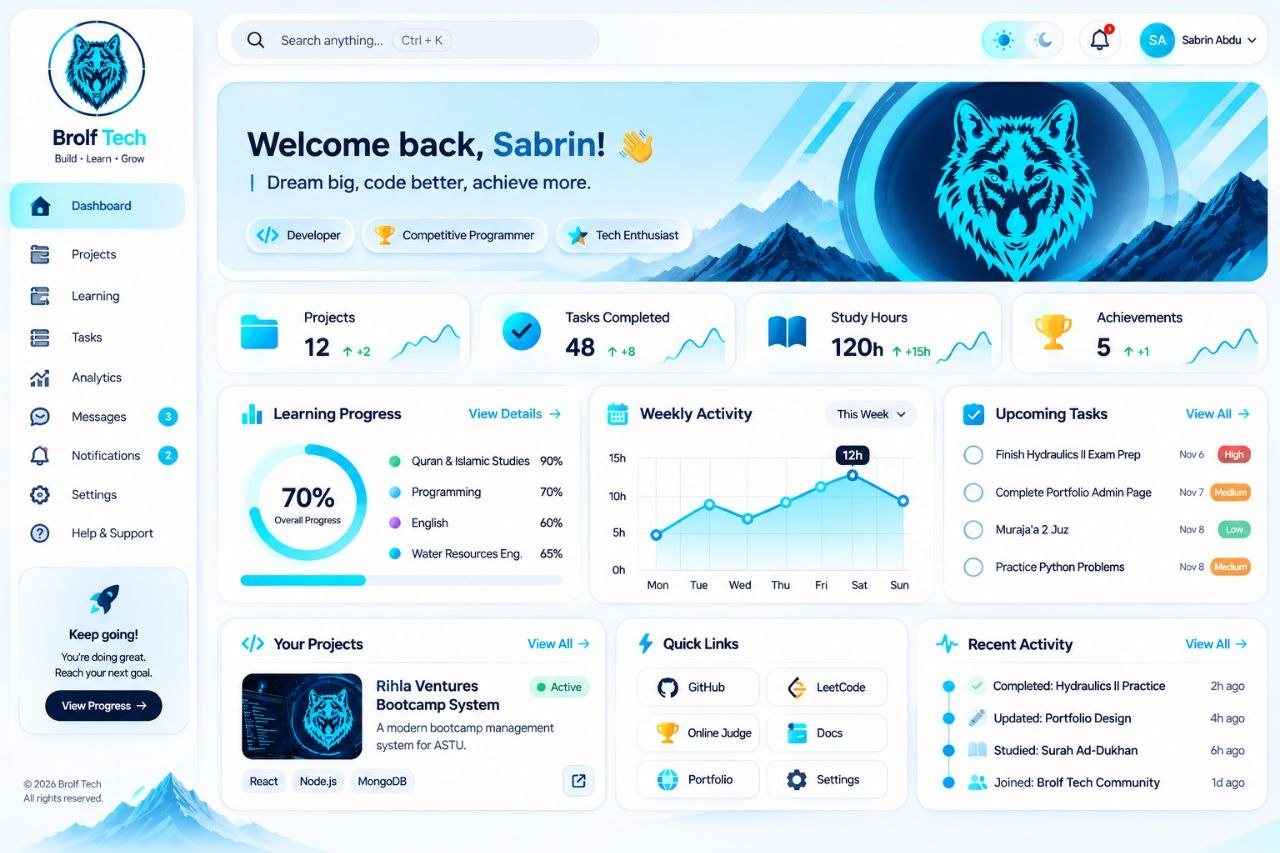 Brolf Tech
Build • Learn • Grow
Dashboard
Projects
Learning
Tasks
Analytics
Messages 3
Notifications 2
Settings
Help & Support
Keep going!
You're doing great.
Reach your next goal.
View Progress →
© 2026 Brolf Tech
All rights reserved.
Search anything... Ctrl + K
SA Sabrin Abdu
Welcome back, Sabrin! 👋
Dream big, code better, achieve more.
</> Developer
Competitive Programmer
Tech Enthusiast
Projects
12 ↑ +2
Tasks Completed
48 ↑ +8
Study Hours
120h ↑ +15h
Achievements
5 ↑ +1
Learning Progress View Details →
70%
Overall Progress
Quran & Islamic Studies 90%
Programming 70%
English 60%
Water Resources Eng. 65%
Weekly Activity This Week
12h
15h
10h
5h
0h
Mon Tue Wed Thu Fri Sat Sun
Upcoming Tasks View All →
Finish Hydraulics II Exam Prep Nov 6 High
Complete Portfolio Admin Page Nov 7 Medium
Muraja'a 2 Juz Nov 8 Low
Practice Python Problems Nov 8 Medium
</> Your Projects View All →
Rihla Ventures
Bootcamp System
Active
A modern bootcamp management
system for ASTU.
React Node.js MongoDB
Quick Links
GitHub LeetCode
Online Judge Docs
Portfolio Settings
Recent Activity View All →
Completed: Hydraulics II Practice 2h ago
Updated: Portfolio Design 4h ago
Studied: Surah Ad-Dukhan 6h ago
Joined: Brolf Tech Community 1d ago